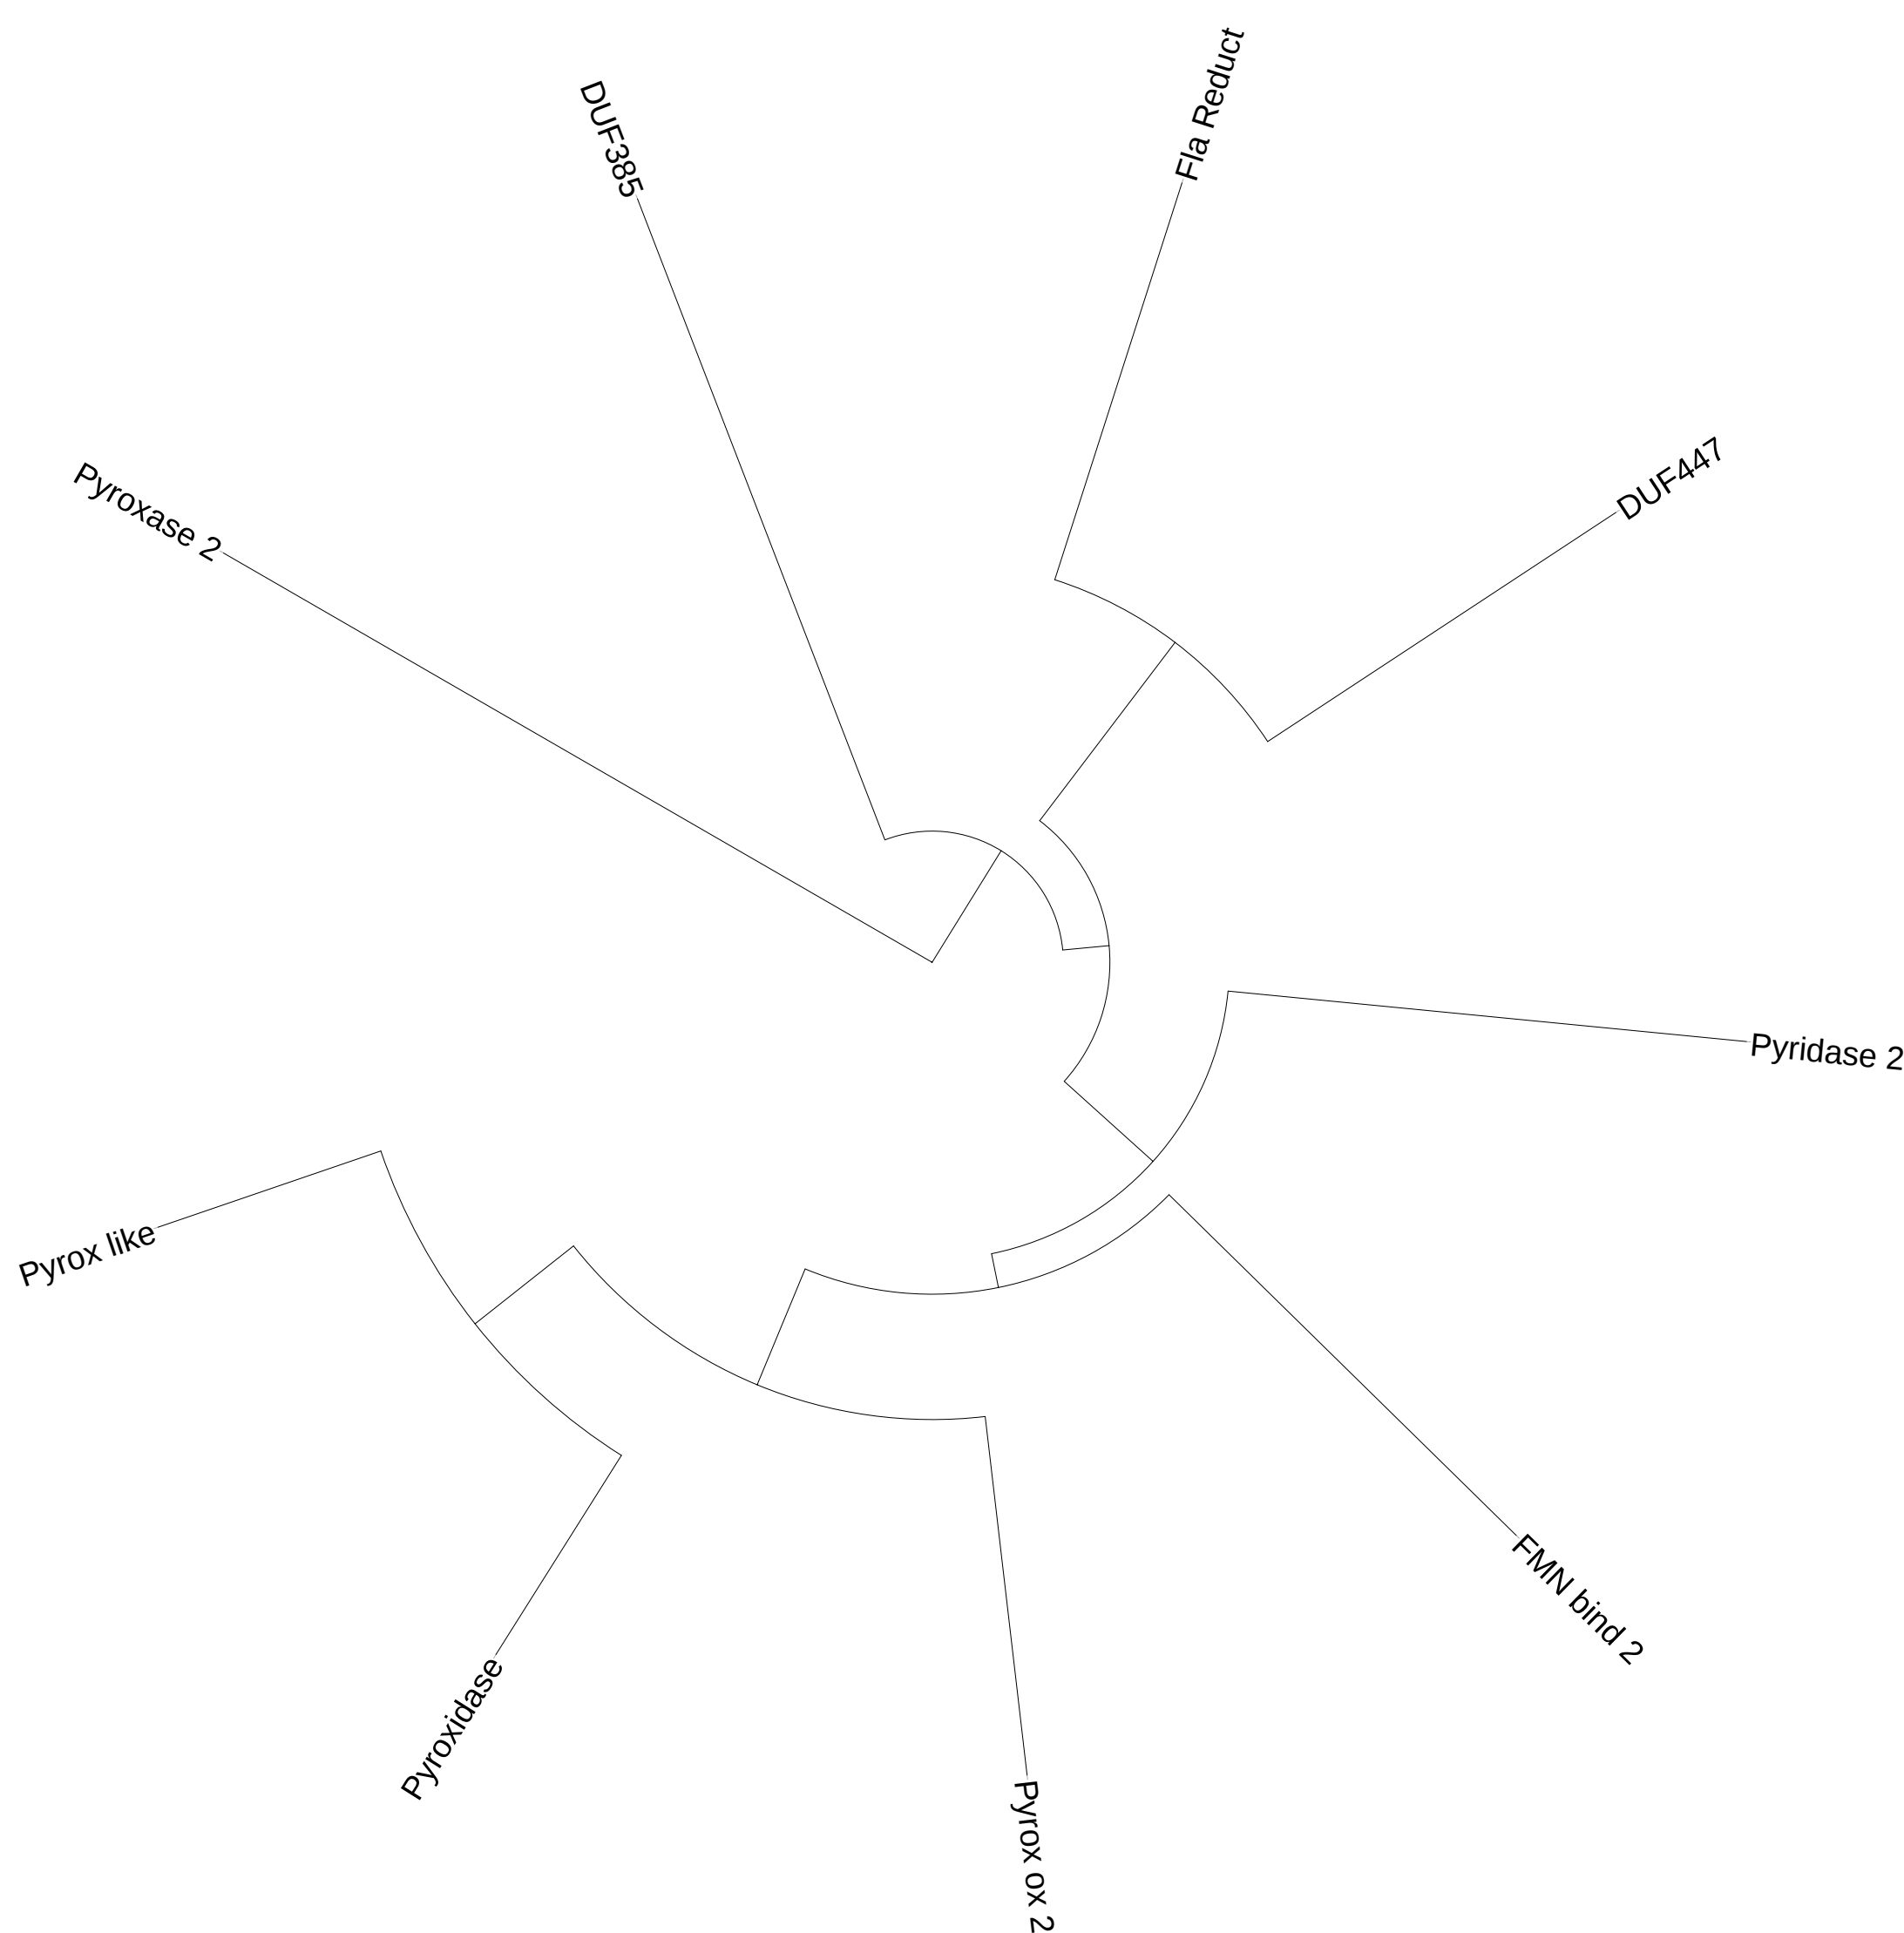 Fla Reduct
DUF385
DUF447
Pyroxase 2
Pyridase 2
Pyrox like
FMN bind 2
Pyroxidase
Pyrox ox 2